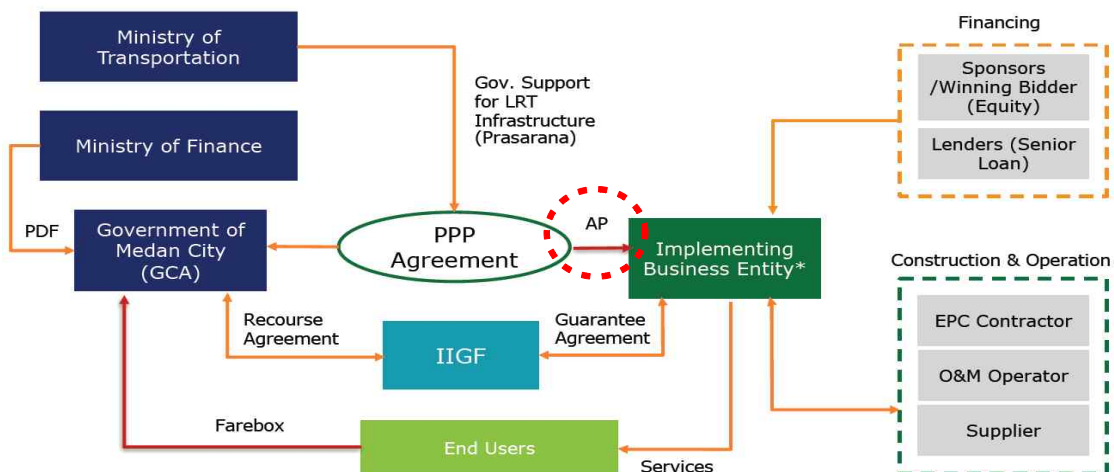 Ministry of
Transportation
Ministry of Finance
PDF
Government of
Medan City
(GCA)
Gov. Support
for LRT
Infrastructure
(Prasarana)
PPP
Agreement
AP
Implementing
Business Entity*
Financing
Sponsors
/Winning Bidder
(Equity)
Lenders (Senior
Loan)
Construction & Operation
EPC Contractor
O&M Operator
Supplier
Recourse
Agreement
IIGF
Guarantee
Agreement
Farebox
End Users
Services